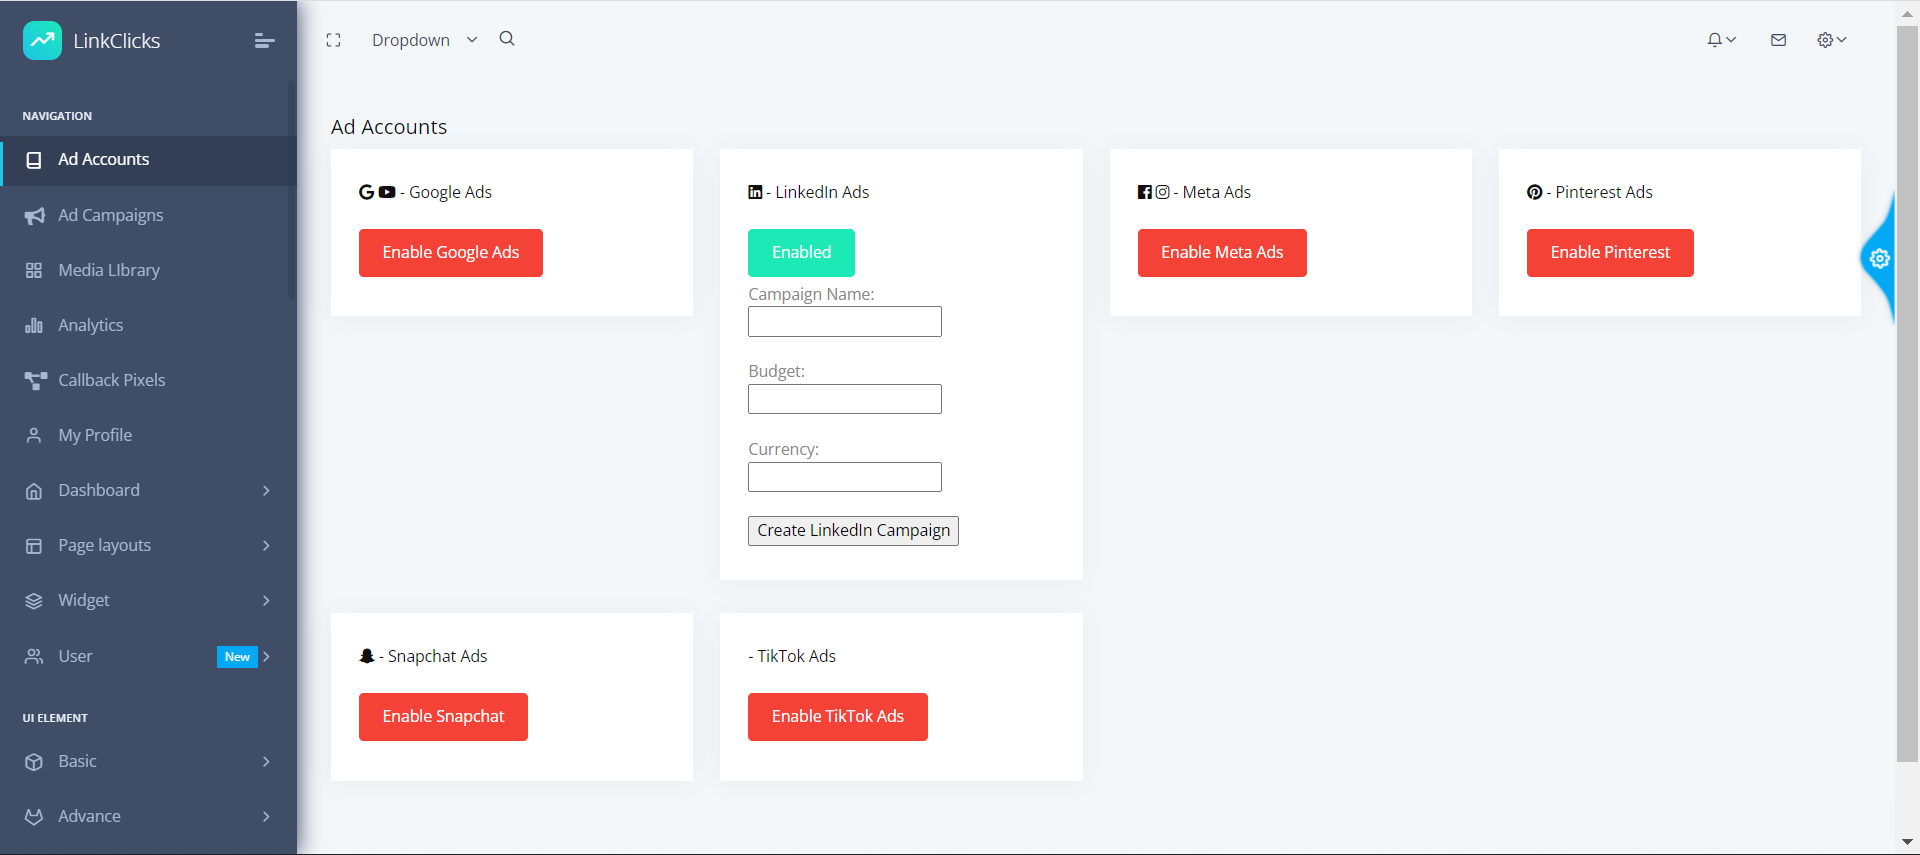 LinkClicks
Dropdown
NAVIGATION
Ad Accounts
Ad Campaigns
Media LIbrary
Analytics
Callback Pixels
My Profile
Dashboard
Page layouts
Widget
User
New
UI ELEMENT
Basic
Advance
Ad Accounts
- Google Ads
Enable Google Ads
- LinkedIn Ads
Enabled
Campaign Name:
Budget:
Currency:
Create LinkedIn Campaign
- Meta Ads
Enable Meta Ads
- Pinterest Ads
Enable Pinterest
- Snapchat Ads
Enable Snapchat
- TikTok Ads
Enable TikTok Ads